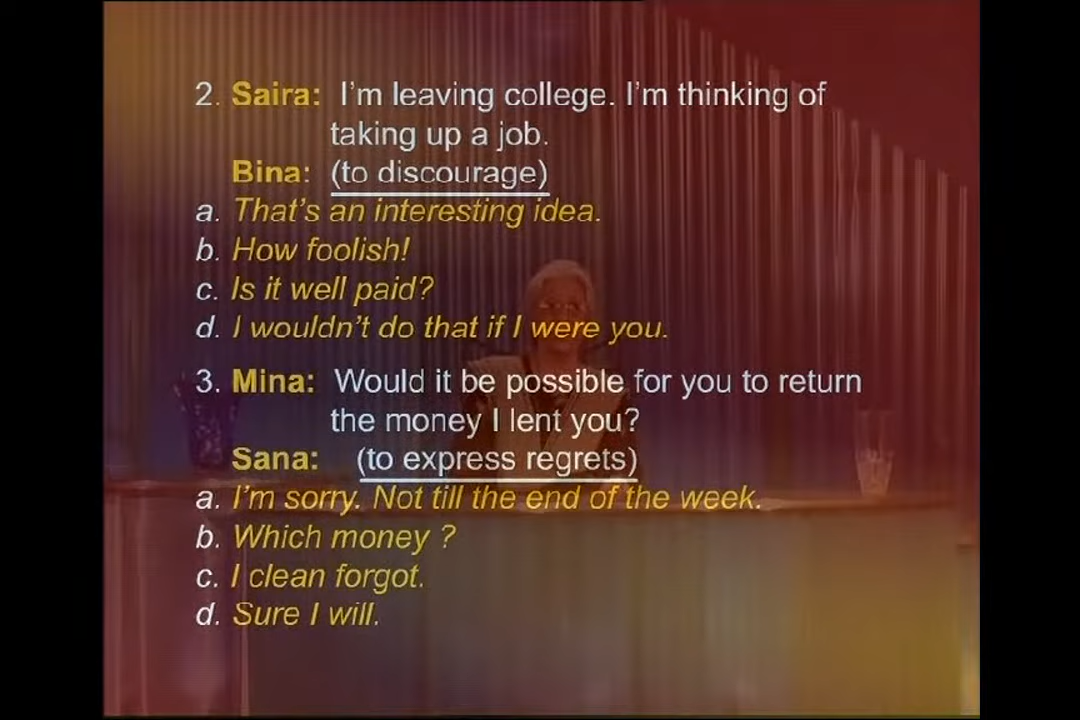 2. Saira: I'm leaving college. I'm thinking of
taking up a job.
Bina: (to discourage)
a. That's an interesting idea.
b. How foolish!
c. Is it well paid?
d. I wouldn't do that if I were you.
3. Mina: Would it be possible for you to return
the money I lent you?
Sana: (to express regrets)
a. I'm sorry. Not till the end of the week.
b. Which money ?
c. I clean forgot.
d. Sure I will.